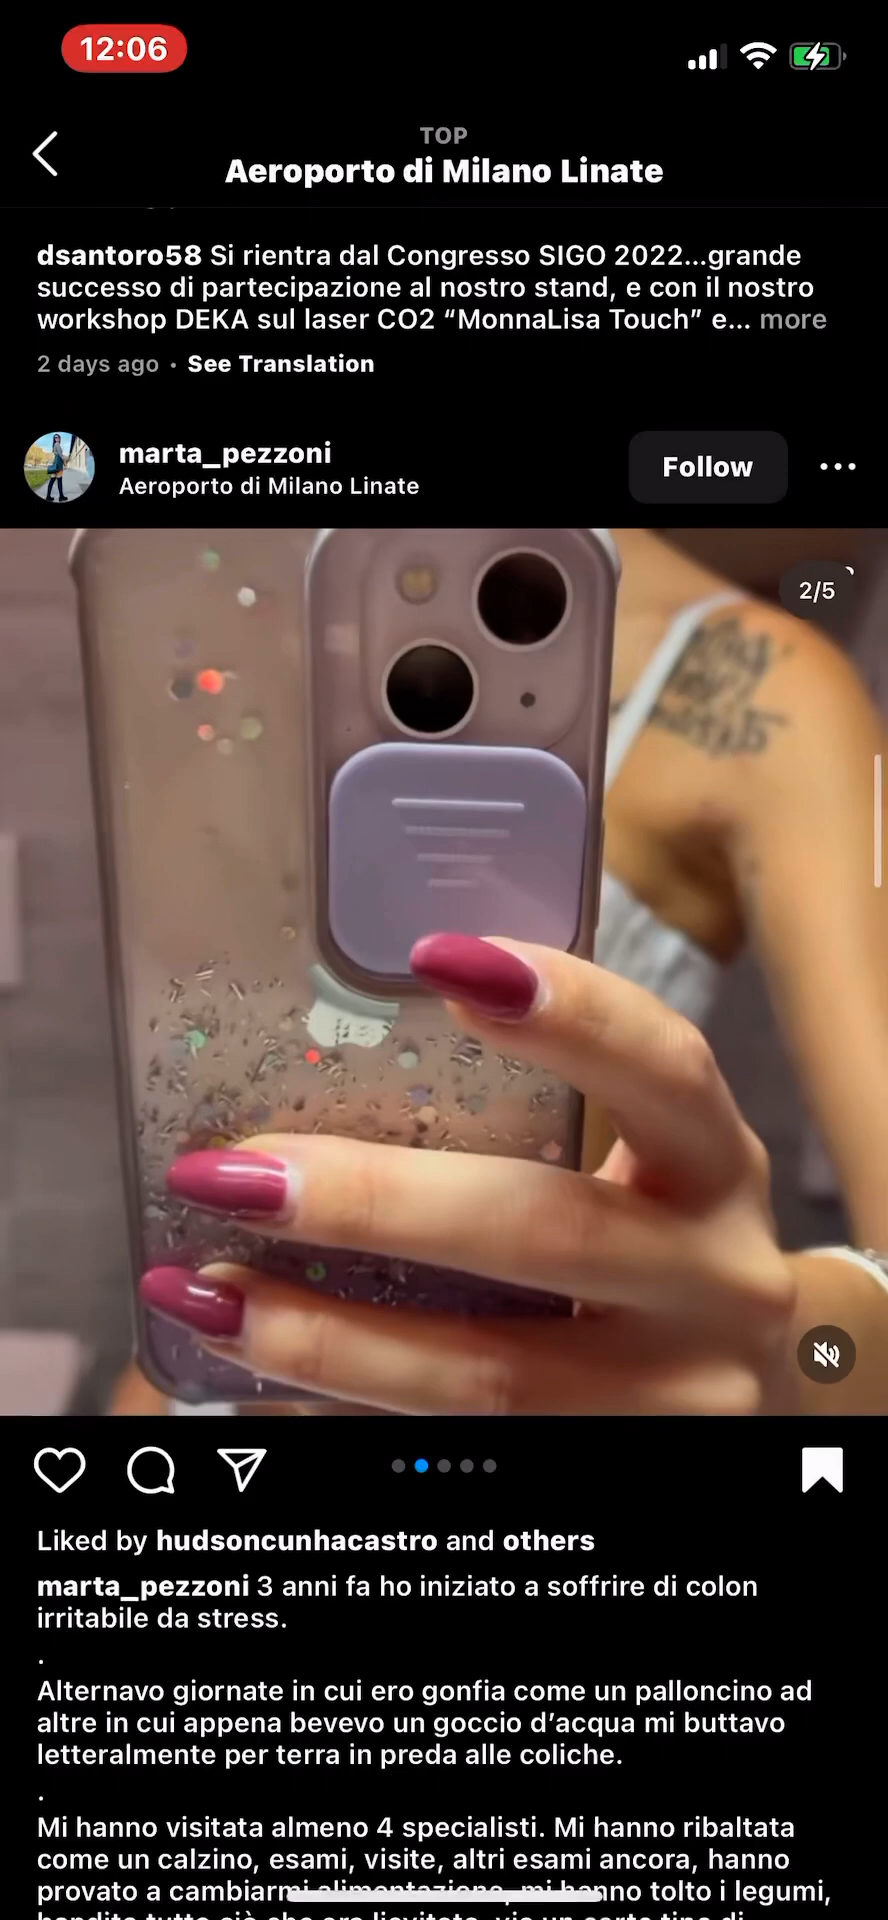 12:06
TOP
Aeroporto di Milano Linate
dsantoro58 Si rientra dal Congresso SIGO 2022...grande
successo di partecipazione al nostro stand, e con il nostro
workshop DEKA sul laser CO2 “MonnaLisa Touch” e... more
2 days ago · See Translation
marta_pezzoni
Aeroporto di Milano Linate
Follow
2/5
Liked by hudsoncunhacastro and others
marta_pezzoni 3 anni fa ho iniziato a soffrire di colon
irritabile da stress.
.
Alternavo giornate in cui ero gonfia come un palloncino ad
altre in cui appena bevevo un goccio d’acqua mi buttavo
letteralmente per terra in preda alle coliche.
.
Mi hanno visitata almeno 4 specialisti. Mi hanno ribaltata
come un calzino, esami, visite, altri esami ancora, hanno
provato a cambiarmi alimentazione, mi hanno tolto i legumi,